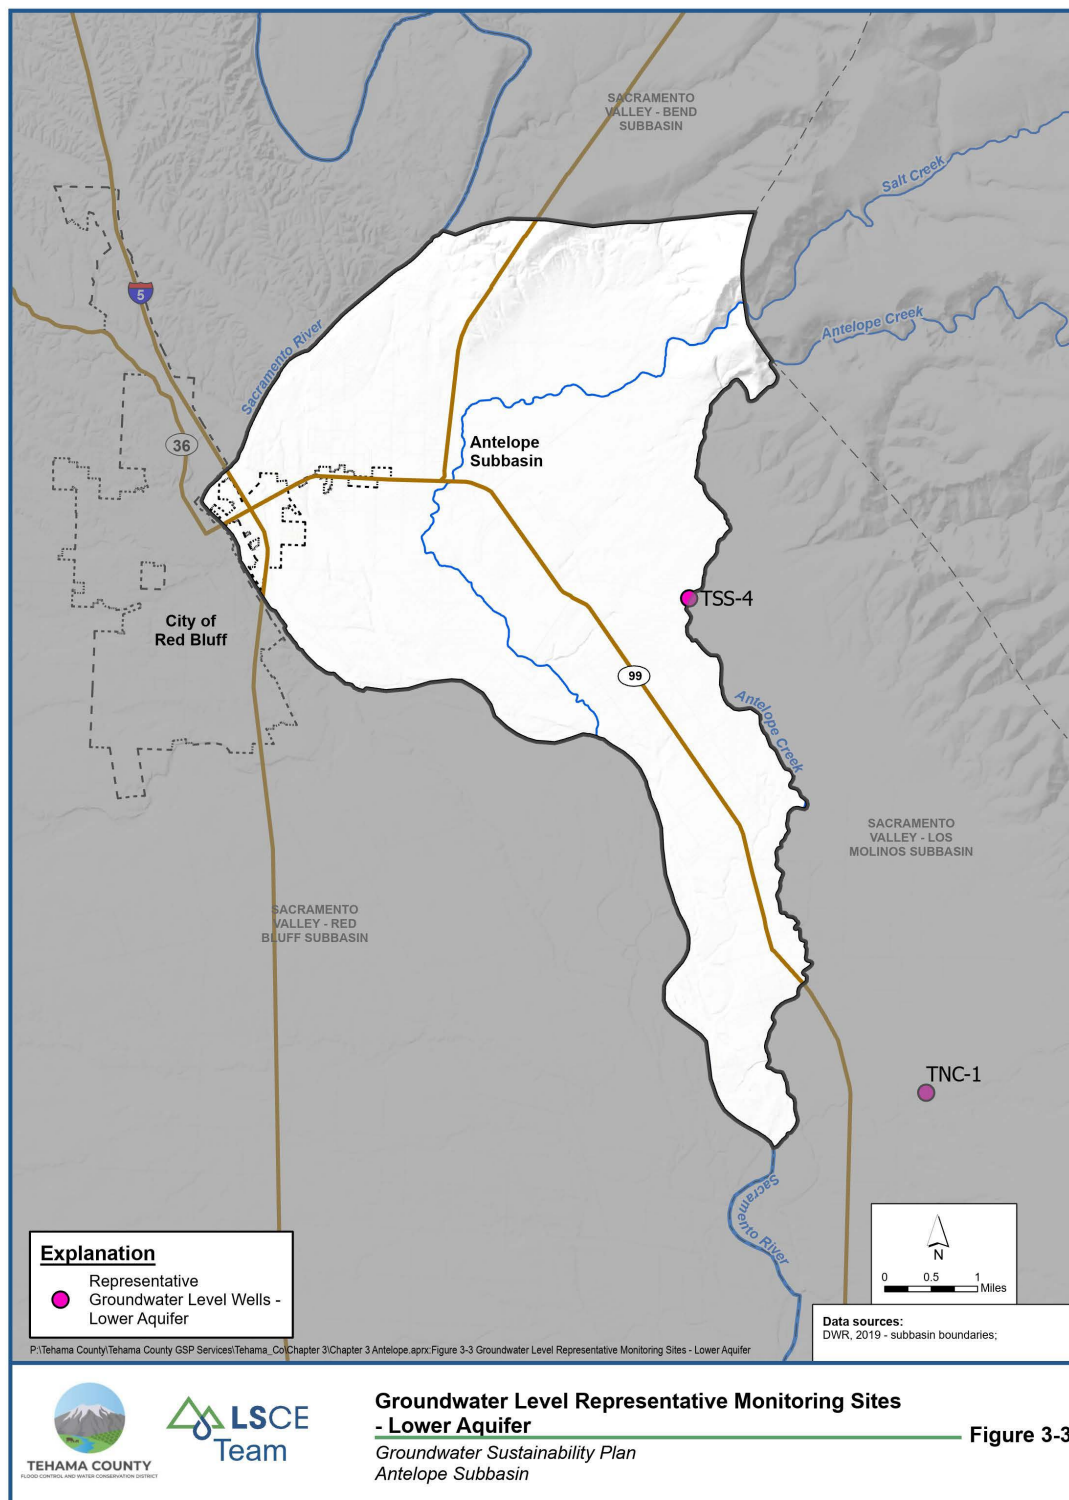 SACRAMENTO
VALLEY - BEND
SUBBASIN
Salt Creek
Antelope Creek
5
Sacramento River
36
Antelope
Subbasin
TSS-4
City of
Red Bluff
99
Antelope Creek
SACRAMENTO
VALLEY - LOS
MOLINOS SUBBASIN
SACRAMENTO
VALLEY - RED
BLUFF SUBBASIN
TNC-1
Sacramento River
N
0 0.5 1
Miles
Explanation
Representative
Groundwater Level Wells -
Lower Aquifer
Data sources:
DWR, 2019 - subbasin boundaries;
P:\Tehama County\Tehama County GSP Services\Tehama_Co\Chapter 3\Chapter 3 Antelope.aprx:Figure 3-3 Groundwater Level Representative Monitoring Sites - Lower Aquifer
TEHAMA COUNTY
FLOOD CONTROL AND WATER CONSERVATION DISTRICT
LSCE
Team
Groundwater Level Representative Monitoring Sites
- Lower Aquifer
Figure 3-3
Groundwater Sustainability Plan
Antelope Subbasin